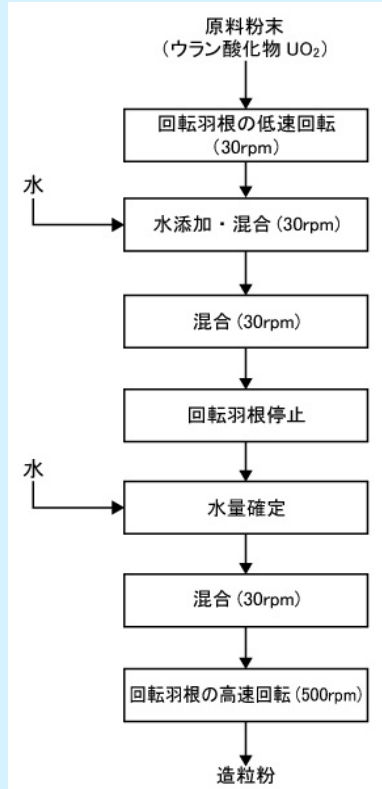 原料粉末
（ウラン酸化物 UO₂）
回転羽根の低速回転
（30rpm）
水
水添加・混合（30rpm）
混合（30rpm）
回転羽根停止
水
水量確定
混合（30rpm）
回転羽根の高速回転（500rpm）
造粒粉